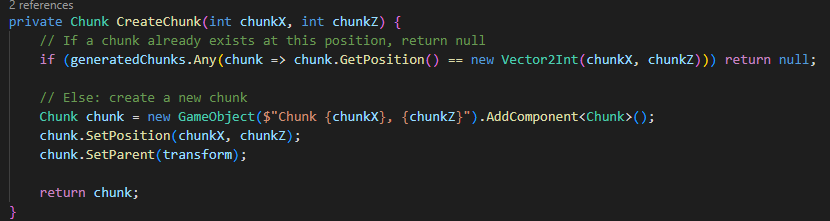 2 references
private Chunk CreateChunk(int chunkX, int chunkZ) {
    // If a chunk already exists at this position, return null
    if (generatedChunks.Any(chunk => chunk.GetPosition() == new Vector2Int(chunkX, chunkZ))) return null;

    // Else: create a new chunk
    Chunk chunk = new GameObject($"Chunk {chunkX}, {chunkZ}").AddComponent<Chunk>();
    chunk.SetPosition(chunkX, chunkZ);
    chunk.SetParent(transform);

    return chunk;
}